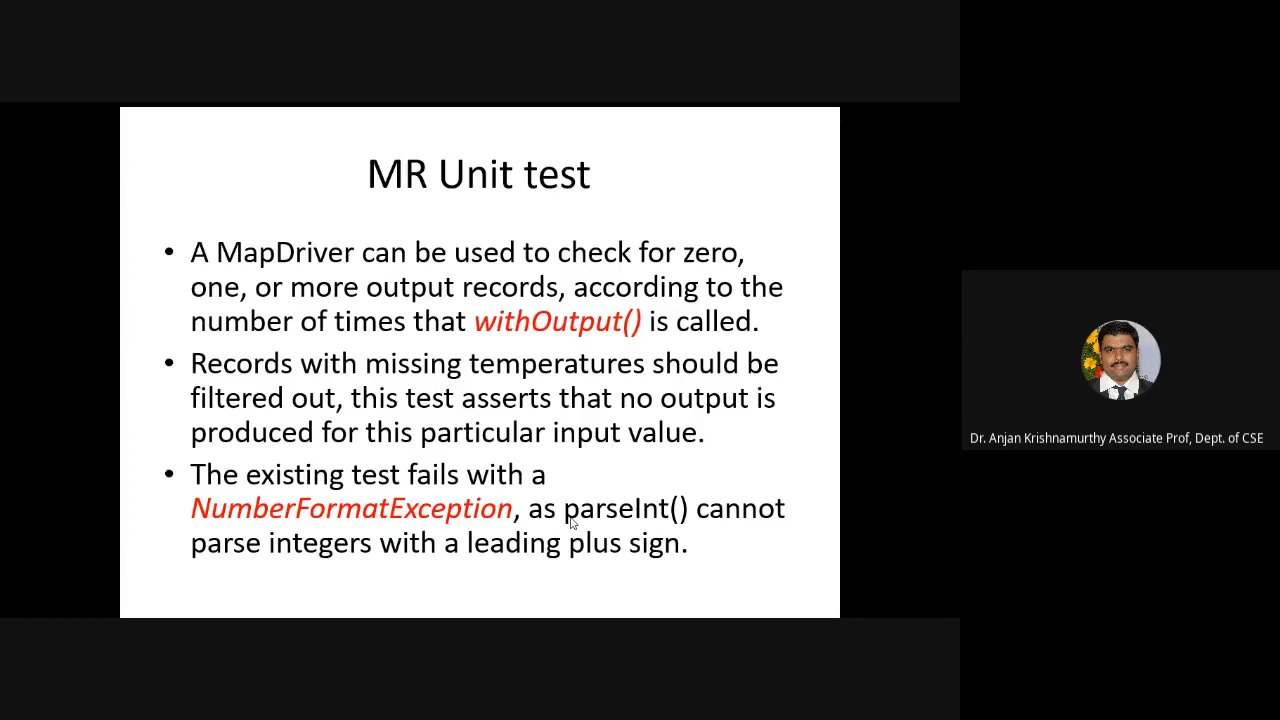 MR Unit test
• A MapDriver can be used to check for zero,
one, or more output records, according to the
number of times that withOutput() is called.
• Records with missing temperatures should be
filtered out, this test asserts that no output is
produced for this particular input value.
• The existing test fails with a
NumberFormatException, as parseInt() cannot
parse integers with a leading plus sign.
Dr. Anjan Krishnamurthy Associate Prof, Dept. of CSE